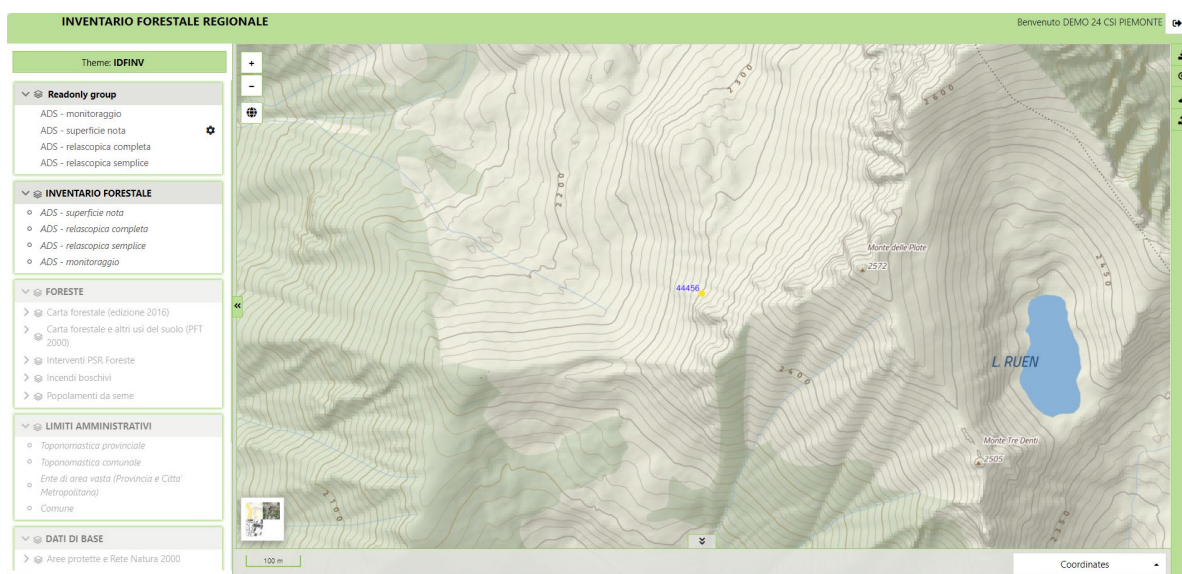 INVENTARIO FORESTALE REGIONALE
Benvenuto DEMO 24 CSI PIEMONTE
Theme: IDFINV
Readonly group
ADS - monitoraggio
ADS - superficie nota
ADS - relascopica completa
ADS - relascopica semplice
INVENTARIO FORESTALE
ADS - superficie nota
ADS - relascopica completa
ADS - relascopica semplice
ADS - monitoraggio
FORESTE
Carta forestale (edizione 2016)
Carta forestale e altri usi del suolo (PFT
2000)
Interventi PSR Foreste
Incendi boschivi
Popolamenti da seme
LIMITI AMMINISTRATIVI
Toponomastica provinciale
Toponomastica comunale
Ente di area vasta (Provincia e Citta'
Metropolitana)
Comune
DATI DI BASE
Aree protette e Rete Natura 2000
+
−
2300
2600
2200
Monte delle Piote
2572
2450
44456
L. RUEN
2400
Monte Tre Denti
2505
2100
2350
100 m
Coordinates